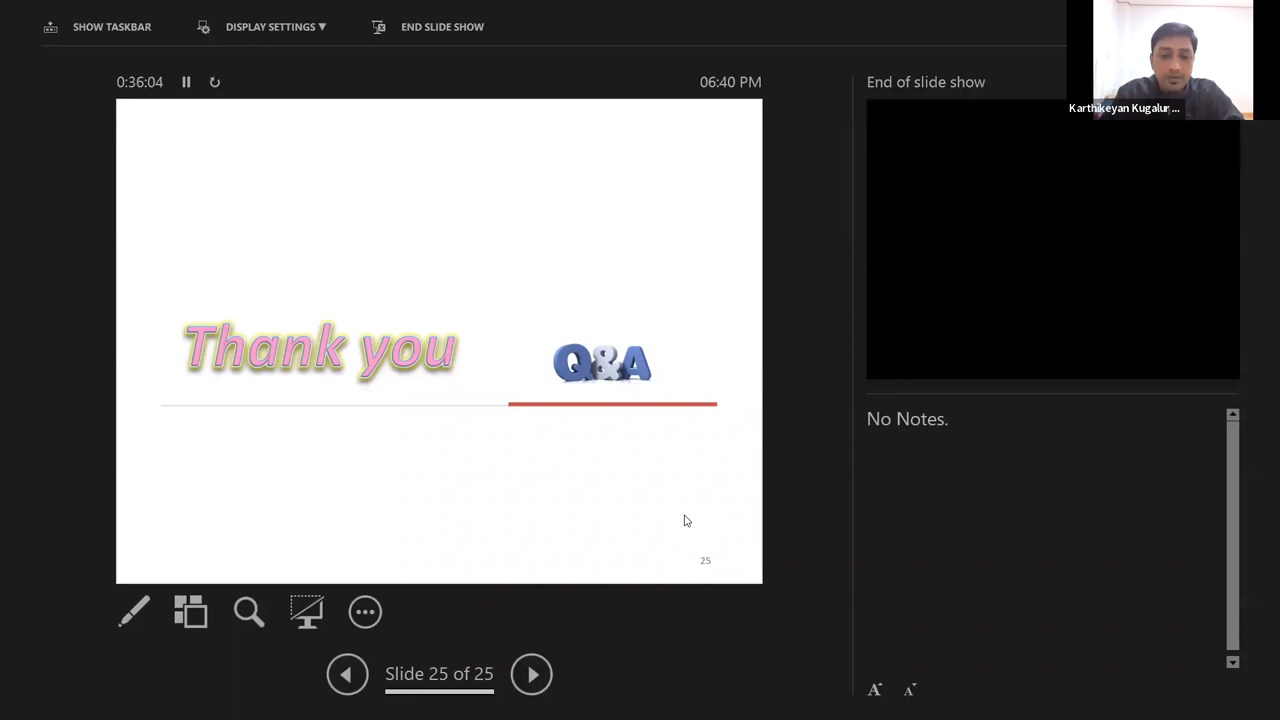 SHOW TASKBAR
DISPLAY SETTINGS ▼
END SLIDE SHOW
0:36:04
06:40 PM
End of slide show
Karthikeyan Kugalur, ...
Thank you
Q&A
25
No Notes.
Slide 25 of 25
A A